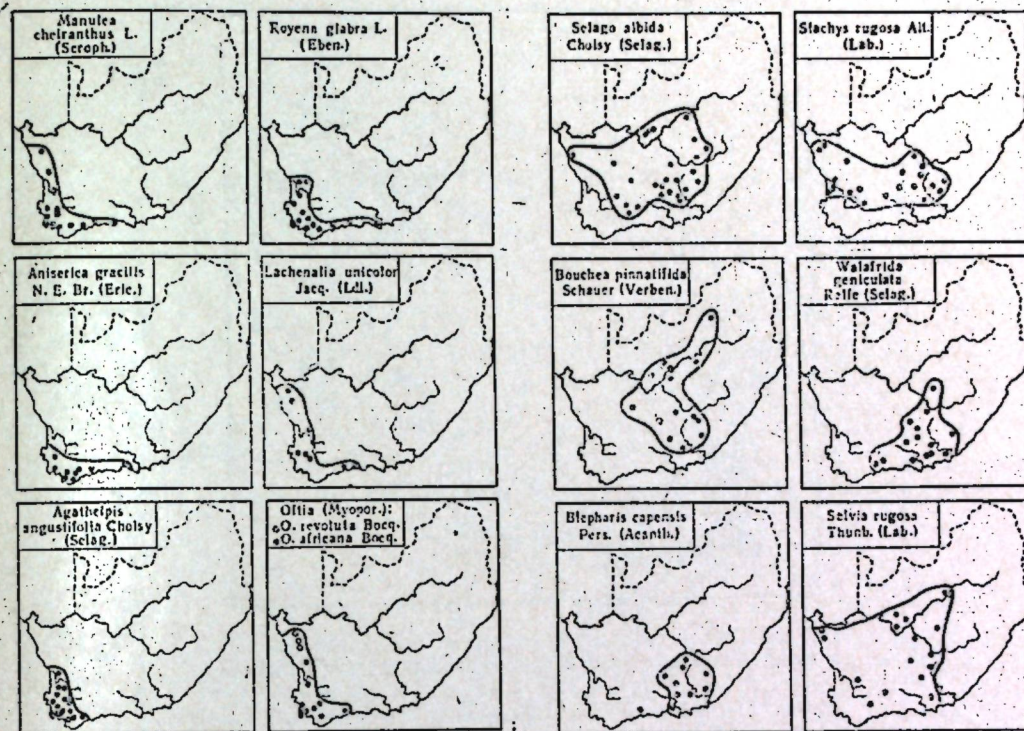 Manulea
cheiranthus L.
(Scroph.)
Royena glabra L.
(Eben.)
Selago albida
Choisy (Selag.)
Stachys rugosa Ait.
(Lab.)
Aniserica gracilis
N. E. Br. (Eric.)
Lachenalia unicolor
Jacq. (Lil.)
Bouchea pinnatifida
Schauer (Verben.)
Walafrida
geniculata
Rolfe (Selag.)
Agathelpis
angustifolia Choisy
(Selag.)
Oftia (Myopor.):
O. revoluta Bocq.
O. africana Bocq.
Blepharis capensis
Pers. (Acanth.)
Salvia rugosa
Thunb. (Lab.)